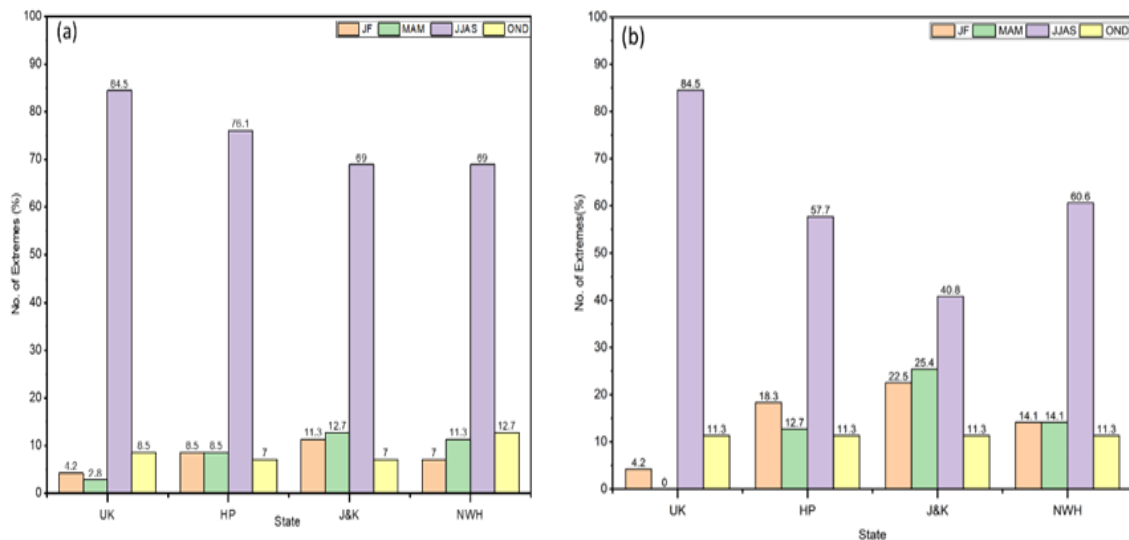 (a)
JF MAM JJAS OND
100
90
80
70
60
50
40
30
20
10
0
No. of Extremes (%)
4.2 2.8 84.5 8.5
8.5 8.5 76.1 7
11.3 12.7 69 7
7 11.3 69 12.7
UK HP J&K NWH
State
(b)
JF MAM JJAS OND
100
90
80
70
60
50
40
30
20
10
0
No. of Extremes(%)
4.2 0 84.5 11.3
18.3 12.7 57.7 11.3
22.5 25.4 40.8 11.3
14.1 14.1 60.6 11.3
UK HP J&K NWH
State